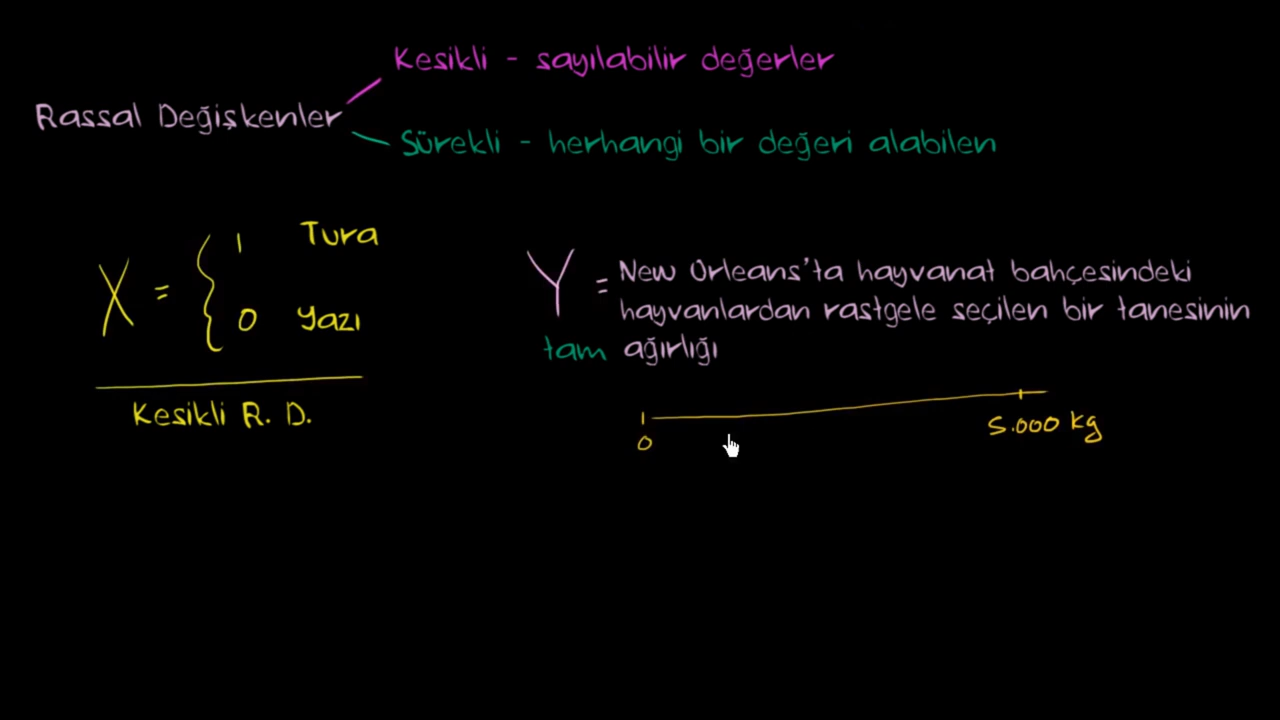 Kesikli - sayılabilir değerler
Rassal Değişkenler
Sürekli - herhangi bir değeri alabilen
X = { 1 Tura
0 Yazı
Kesikli R. D.
Y = New Orleans'ta hayvanat bahçesindeki
hayvanlardan rastgele seçilen bir tanesinin
tam ağırlığı
0
5.000 kg